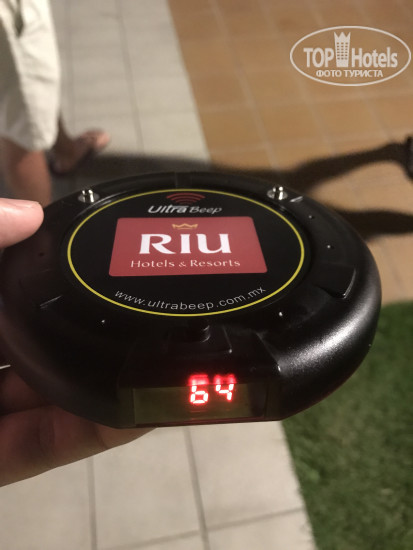 TOP Hotels
ФОТО ТУРИСТА
Ultra Beep
RIU
Hotels & Resorts
www.ultrabeep.com.mx
64